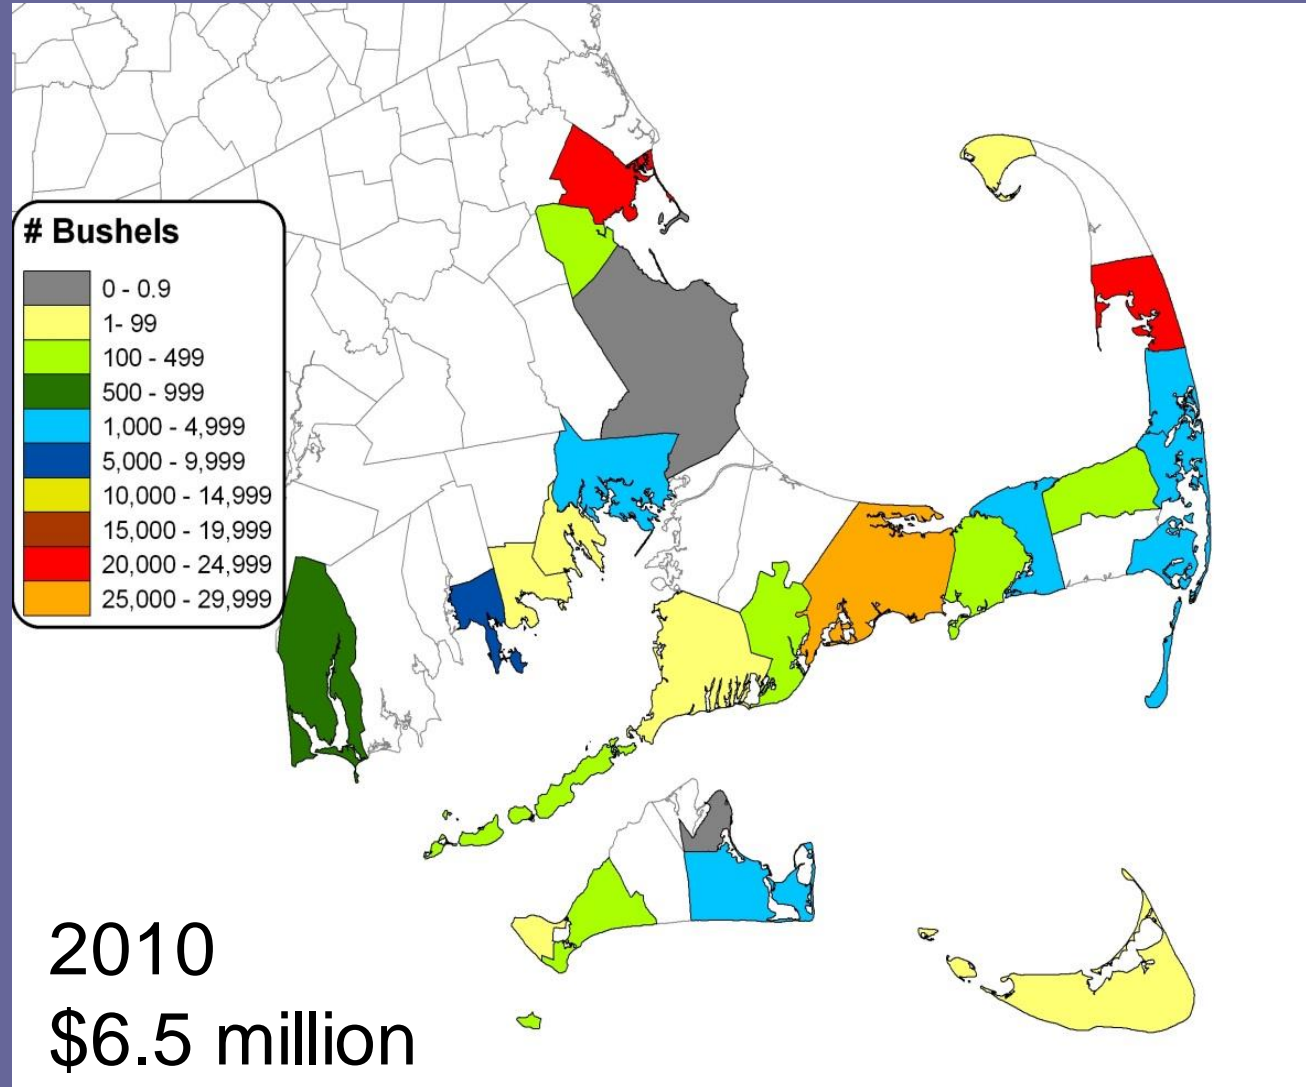 # Bushels
0 - 0.9
1- 99
100 - 499
500 - 999
1,000 - 4,999
5,000 - 9,999
10,000 - 14,999
15,000 - 19,999
20,000 - 24,999
25,000 - 29,999
2010
$6.5 million